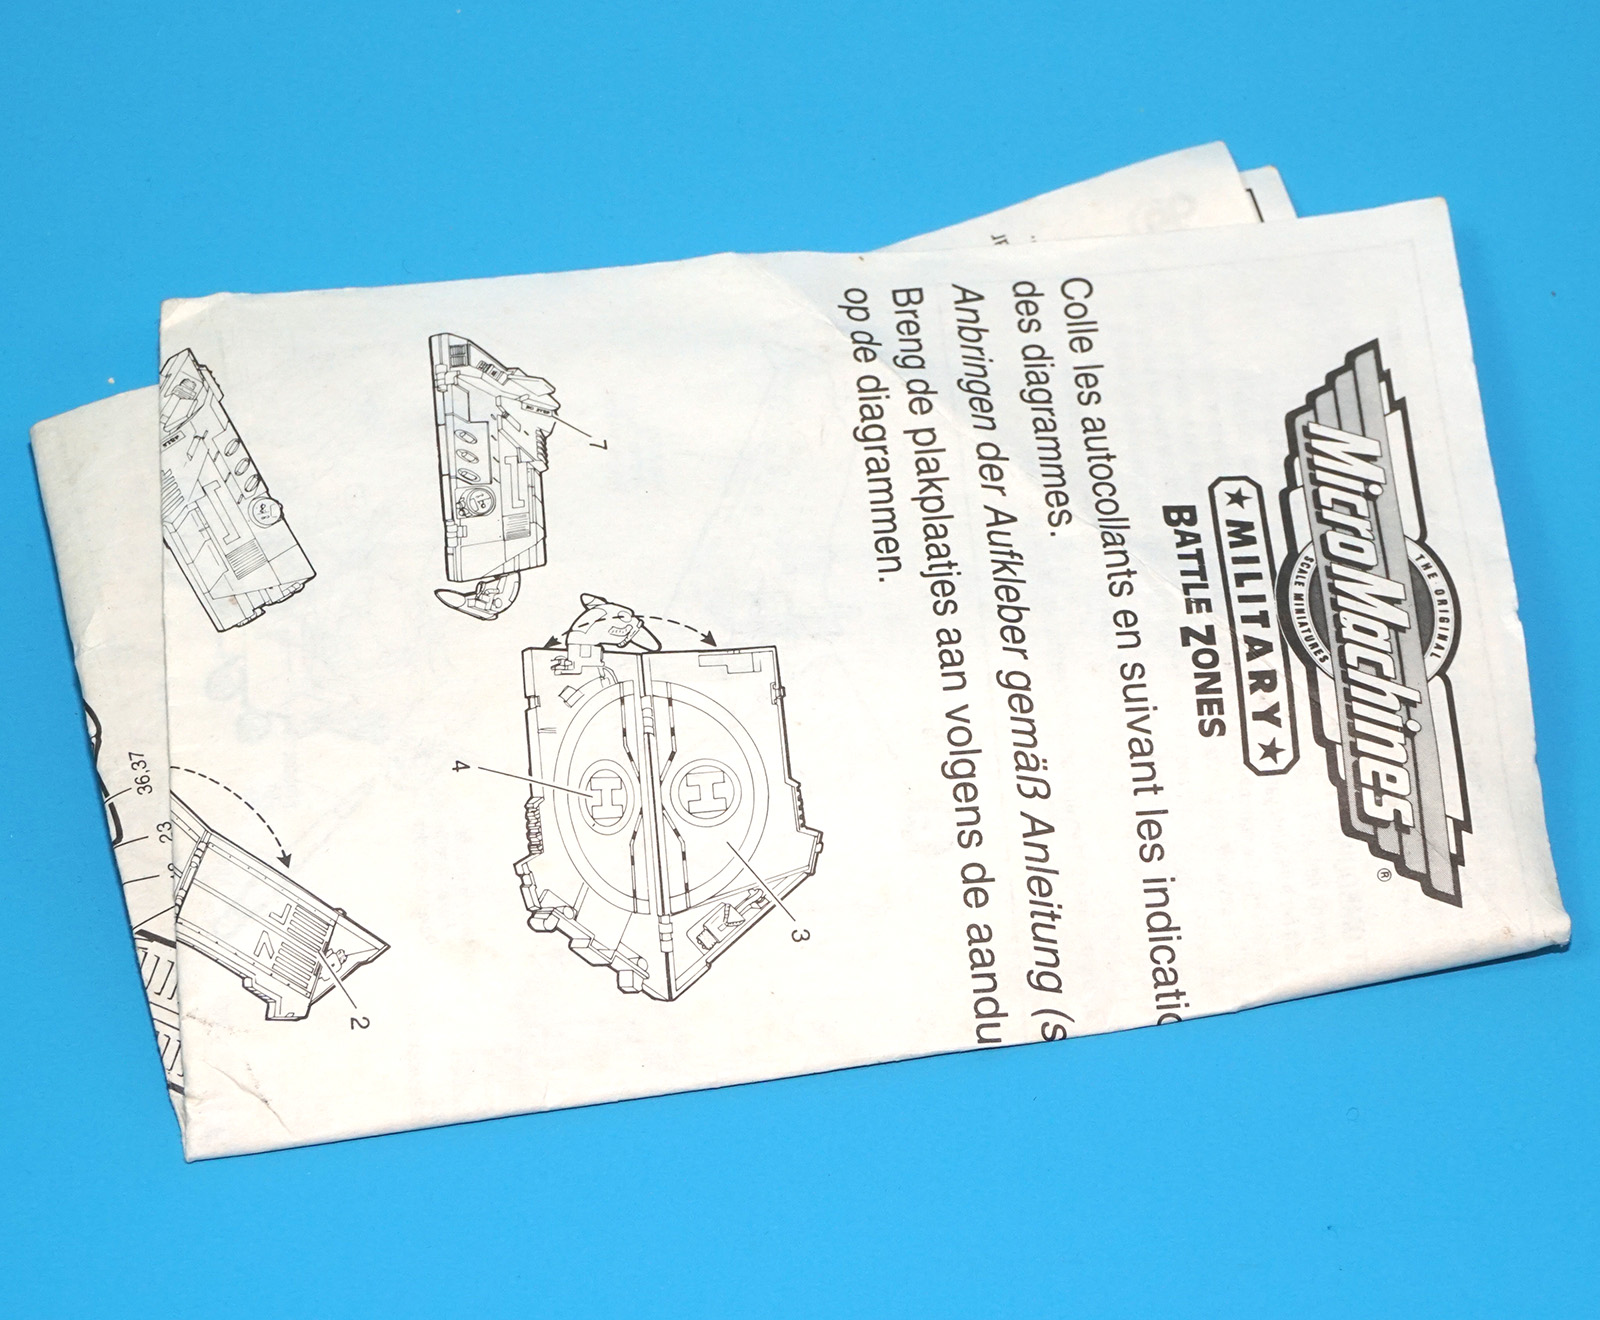 MicroMachines
THE ORIGINAL
SCALE MINIATURES
®
★ MILITARY ★
BATTLE ZONES
Colle les autocollants en suivant les indicatio
des diagrammes.
Anbringen der Aufkleber gemäß Anleitung (s
Breng de plakplaatjes aan volgens de aandu
op de diagrammen.
3
4
7
2
36,37
23